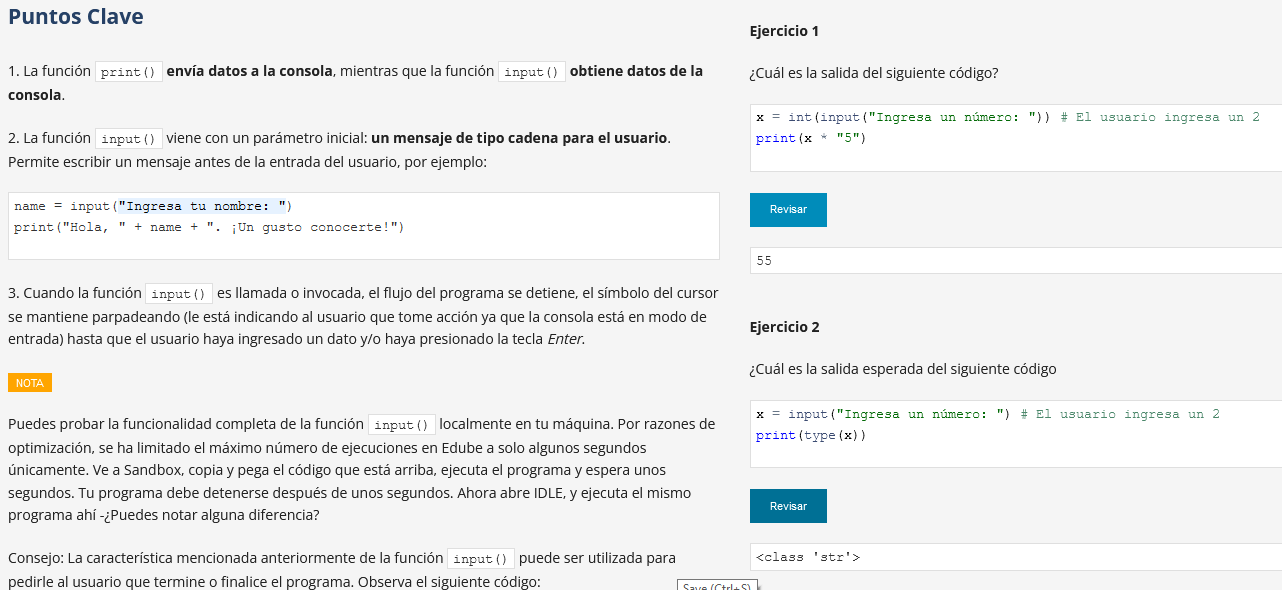 Puntos Clave
1. La función print() envía datos a la consola, mientras que la función input() obtiene datos de la
consola.
2. La función input() viene con un parámetro inicial: un mensaje de tipo cadena para el usuario.
Permite escribir un mensaje antes de la entrada del usuario, por ejemplo:
name = input("Ingresa tu nombre: ")
print("Hola, " + name + ". ¡Un gusto conocerte!")
3. Cuando la función input() es llamada o invocada, el flujo del programa se detiene, el símbolo del cursor
se mantiene parpadeando (le está indicando al usuario que tome acción ya que la consola está en modo de
entrada) hasta que el usuario haya ingresado un dato y/o haya presionado la tecla Enter.
NOTA
Puedes probar la funcionalidad completa de la función input() localmente en tu máquina. Por razones de
optimización, se ha limitado el máximo número de ejecuciones en Edube a solo algunos segundos
únicamente. Ve a Sandbox, copia y pega el código que está arriba, ejecuta el programa y espera unos
segundos. Tu programa debe detenerse después de unos segundos. Ahora abre IDLE, y ejecuta el mismo
programa ahí -¿Puedes notar alguna diferencia?
Consejo: La característica mencionada anteriormente de la función input() puede ser utilizada para
pedirle al usuario que termine o finalice el programa. Observa el siguiente código:
Ejercicio 1
¿Cuál es la salida del siguiente código?
x = int(input("Ingresa un número: ")) # El usuario ingresa un 2
print(x * "5")
Revisar
55
Ejercicio 2
¿Cuál es la salida esperada del siguiente código
x = input("Ingresa un número: ") # El usuario ingresa un 2
print(type(x))
Revisar
<class 'str'>
Save (Ctrl+S)